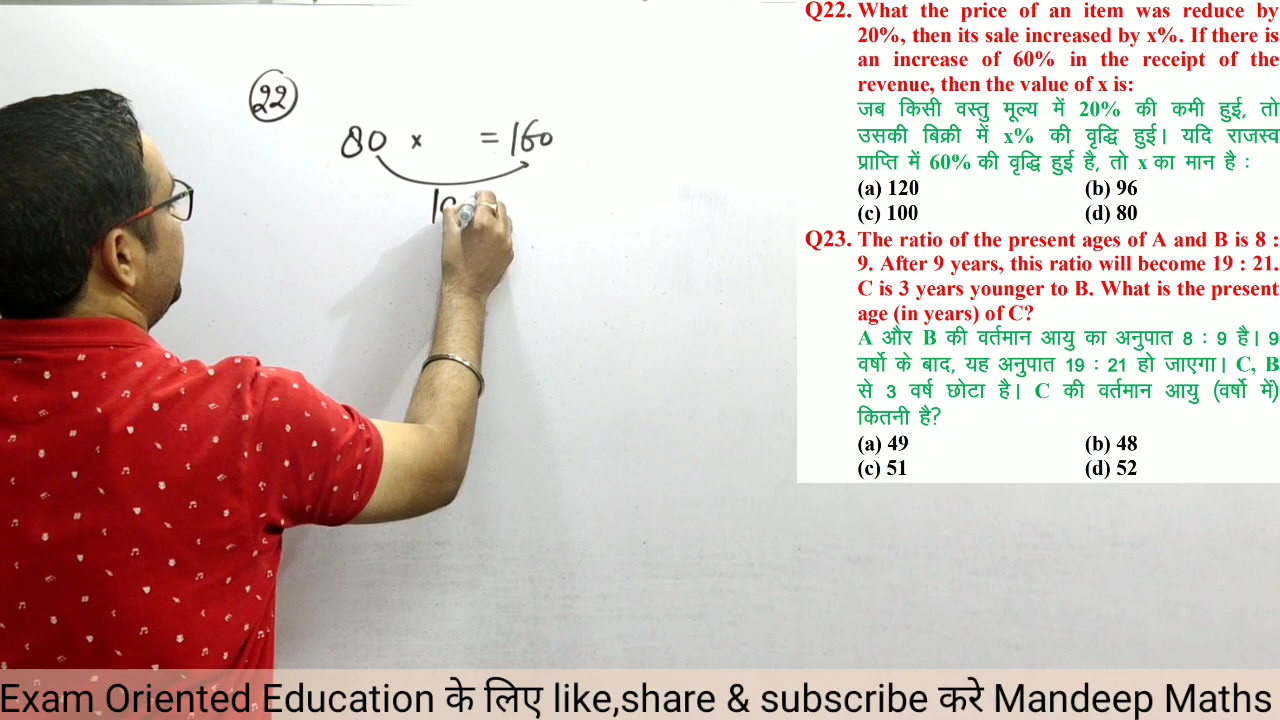 22
80 × = 160
10
Q22. What the price of an item was reduce by
20%, then its sale increased by x%. If there is
an increase of 60% in the receipt of the
revenue, then the value of x is:
जब किसी वस्तु मूल्य में 20% की कमी हुई, तो
उसकी बिक्री में x% की वृद्धि हुई। यदि राजस्व
प्राप्ति में 60% की वृद्धि हुई है, तो x का मान है :
(a) 120 (b) 96
(c) 100 (d) 80
Q23. The ratio of the present ages of A and B is 8 :
9. After 9 years, this ratio will become 19 : 21.
C is 3 years younger to B. What is the present
age (in years) of C?
A और B की वर्तमान आयु का अनुपात 8 : 9 है। 9
वर्षो के बाद, यह अनुपात 19 : 21 हो जाएगा। C, B
से 3 वर्ष छोटा है। C की वर्तमान आयु (वर्षो में)
कितनी है?
(a) 49 (b) 48
(c) 51 (d) 52
Exam Oriented Education के लिए like,share & subscribe करे Mandeep Maths